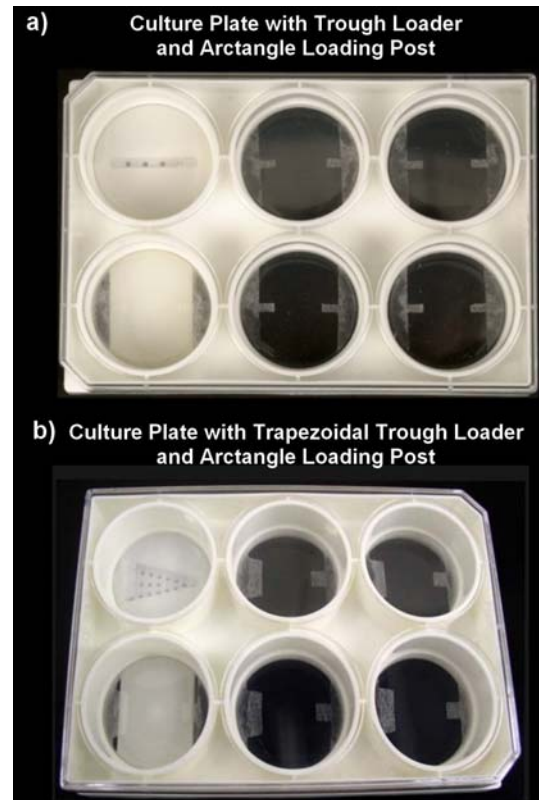 a) Culture Plate with Trough Loader
and Arctangle Loading Post
b) Culture Plate with Trapezoidal Trough Loader
and Arctangle Loading Post